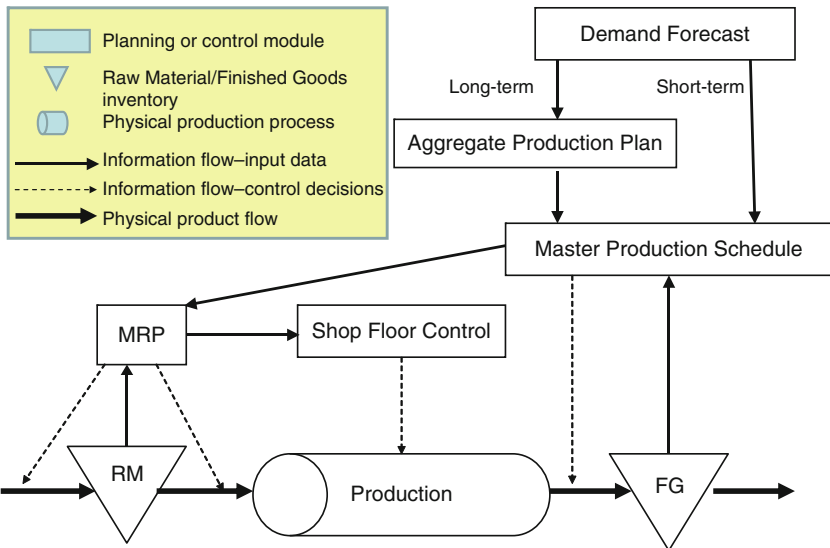 Planning or control module
Raw Material/Finished Goods
inventory
Physical production process
Information flow–input data
Information flow–control decisions
Physical product flow
Demand Forecast
Long-term
Short-term
Aggregate Production Plan
Master Production Schedule
MRP
Shop Floor Control
RM
Production
FG